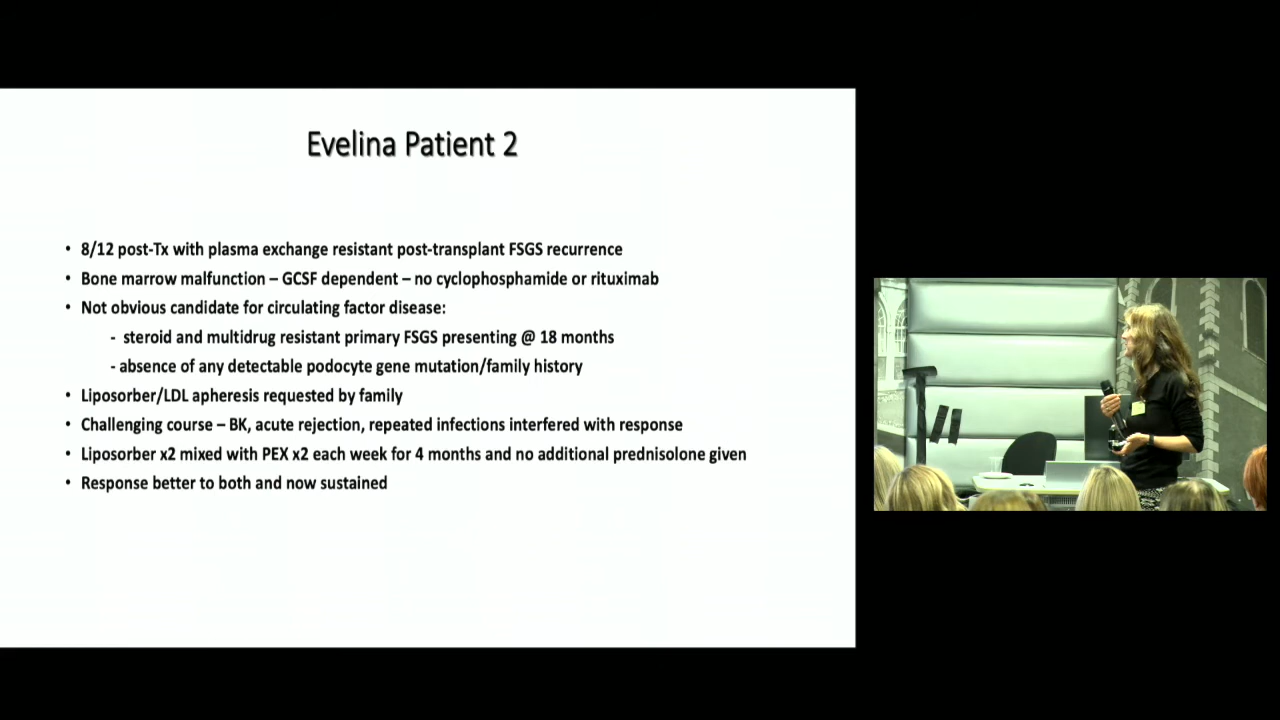 Evelina Patient 2
• 8/12 post-Tx with plasma exchange resistant post-transplant FSGS recurrence
• Bone marrow malfunction – GCSF dependent – no cyclophosphamide or rituximab
• Not obvious candidate for circulating factor disease:
- steroid and multidrug resistant primary FSGS presenting @ 18 months
- absence of any detectable podocyte gene mutation/family history
• Liposorber/LDL apheresis requested by family
• Challenging course – BK, acute rejection, repeated infections interfered with response
• Liposorber x2 mixed with PEX x2 each week for 4 months and no additional prednisolone given
• Response better to both and now sustained